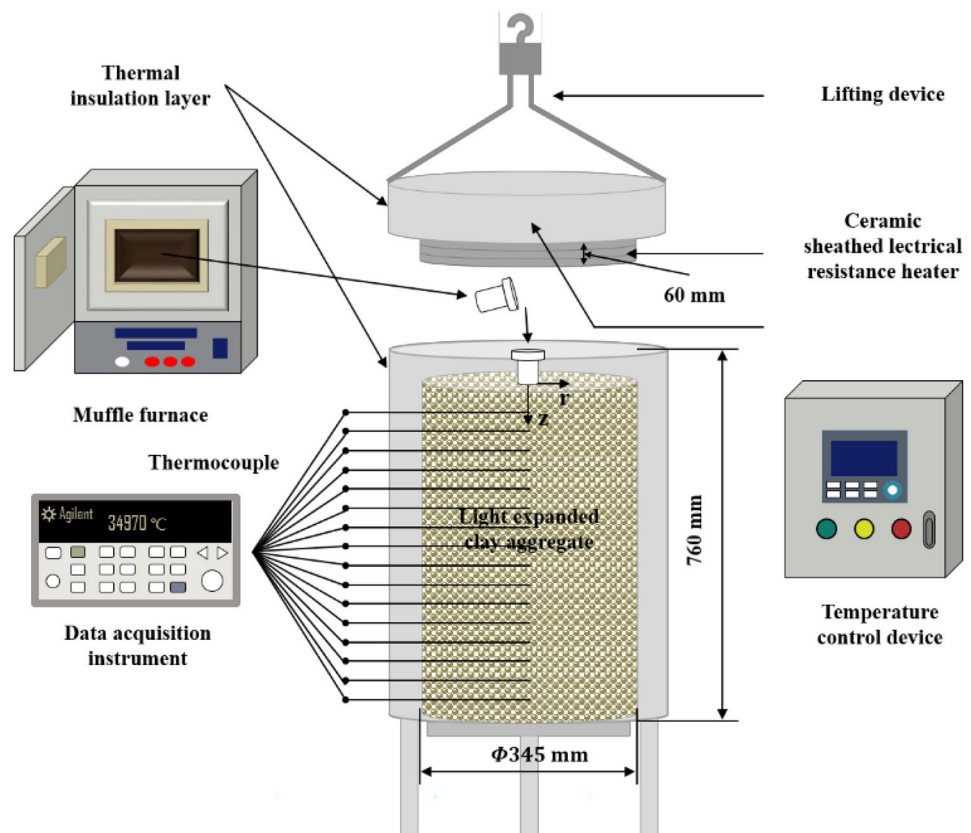 Thermal
insulation layer
Lifting device
Ceramic
sheathed lectrical
resistance heater
60 mm
Muffle furnace
r
z
Thermocouple
Agilent
34970 °C
Light expanded
clay aggregate
760 mm
Data acquisition
instrument
Temperature
control device
Φ345 mm